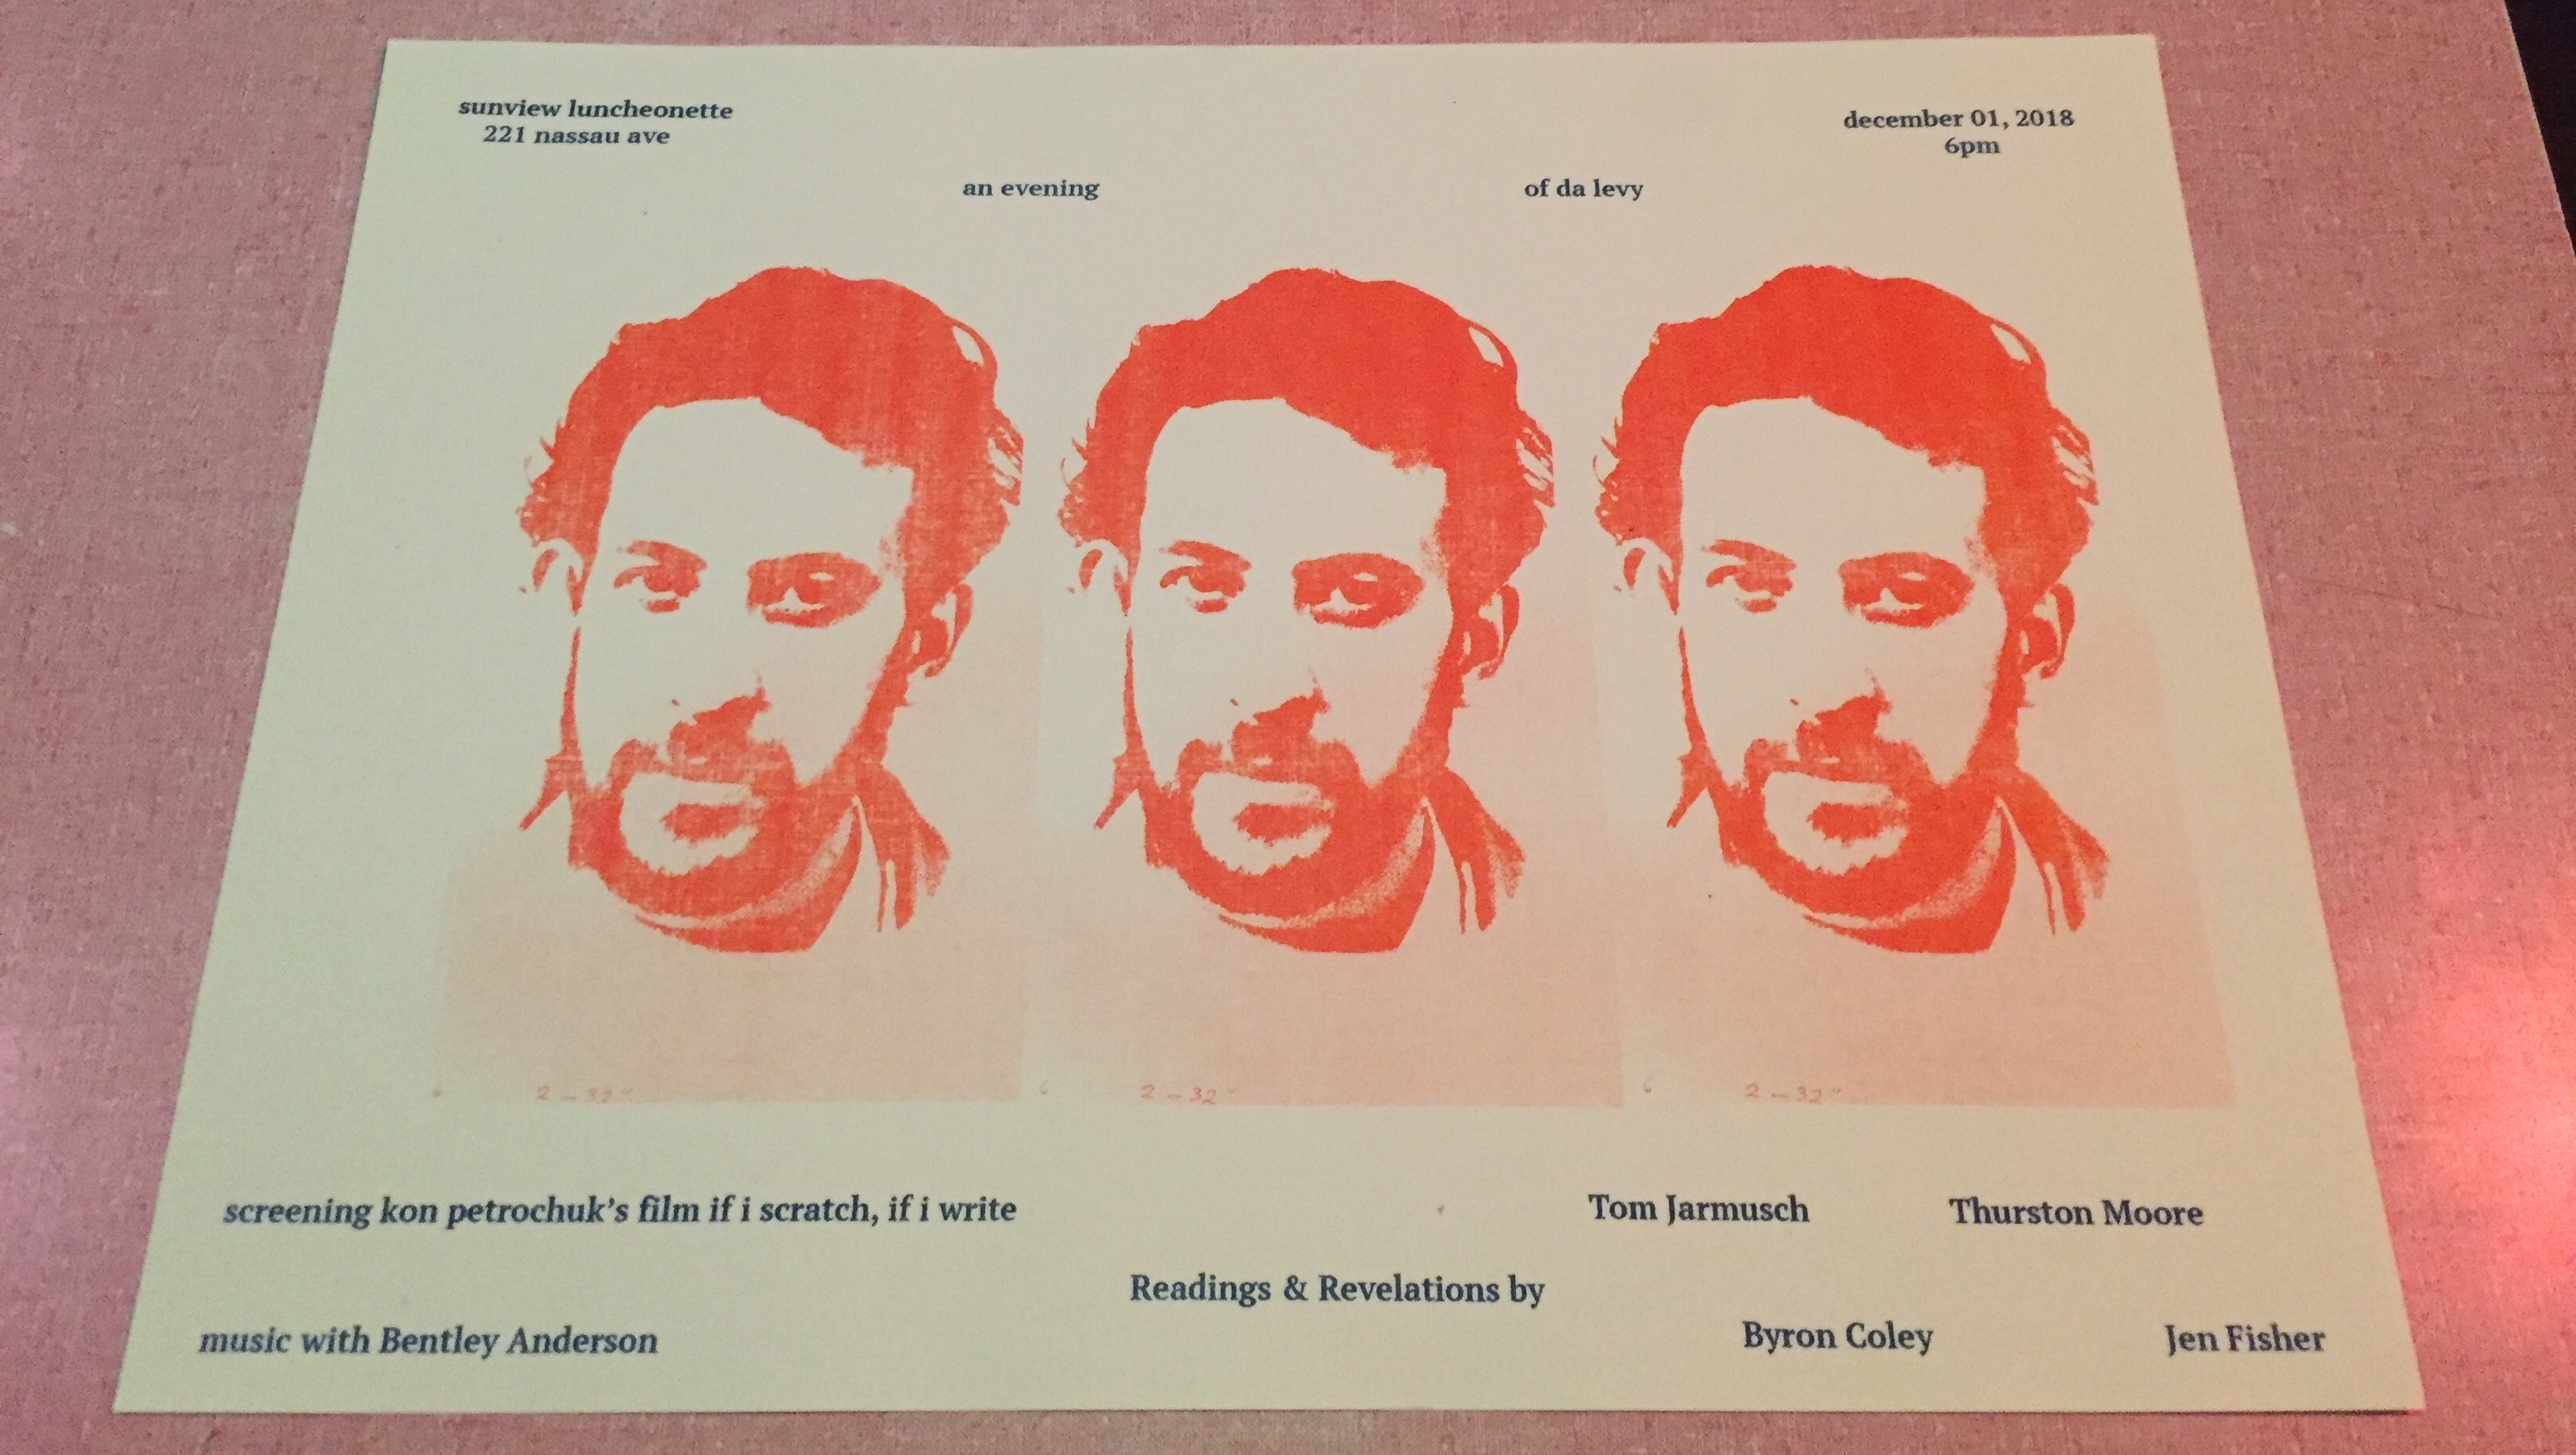 sunview luncheonette
221 nassau ave
december 01, 2018
6pm
an evening of da levy
2 - 32"
2 - 32"
2 - 32"
screening kon petrochuk's film if i scratch, if i write
Tom Jarmusch Thurston Moore
Readings & Revelations by
music with Bentley Anderson
Byron Coley Jen Fisher